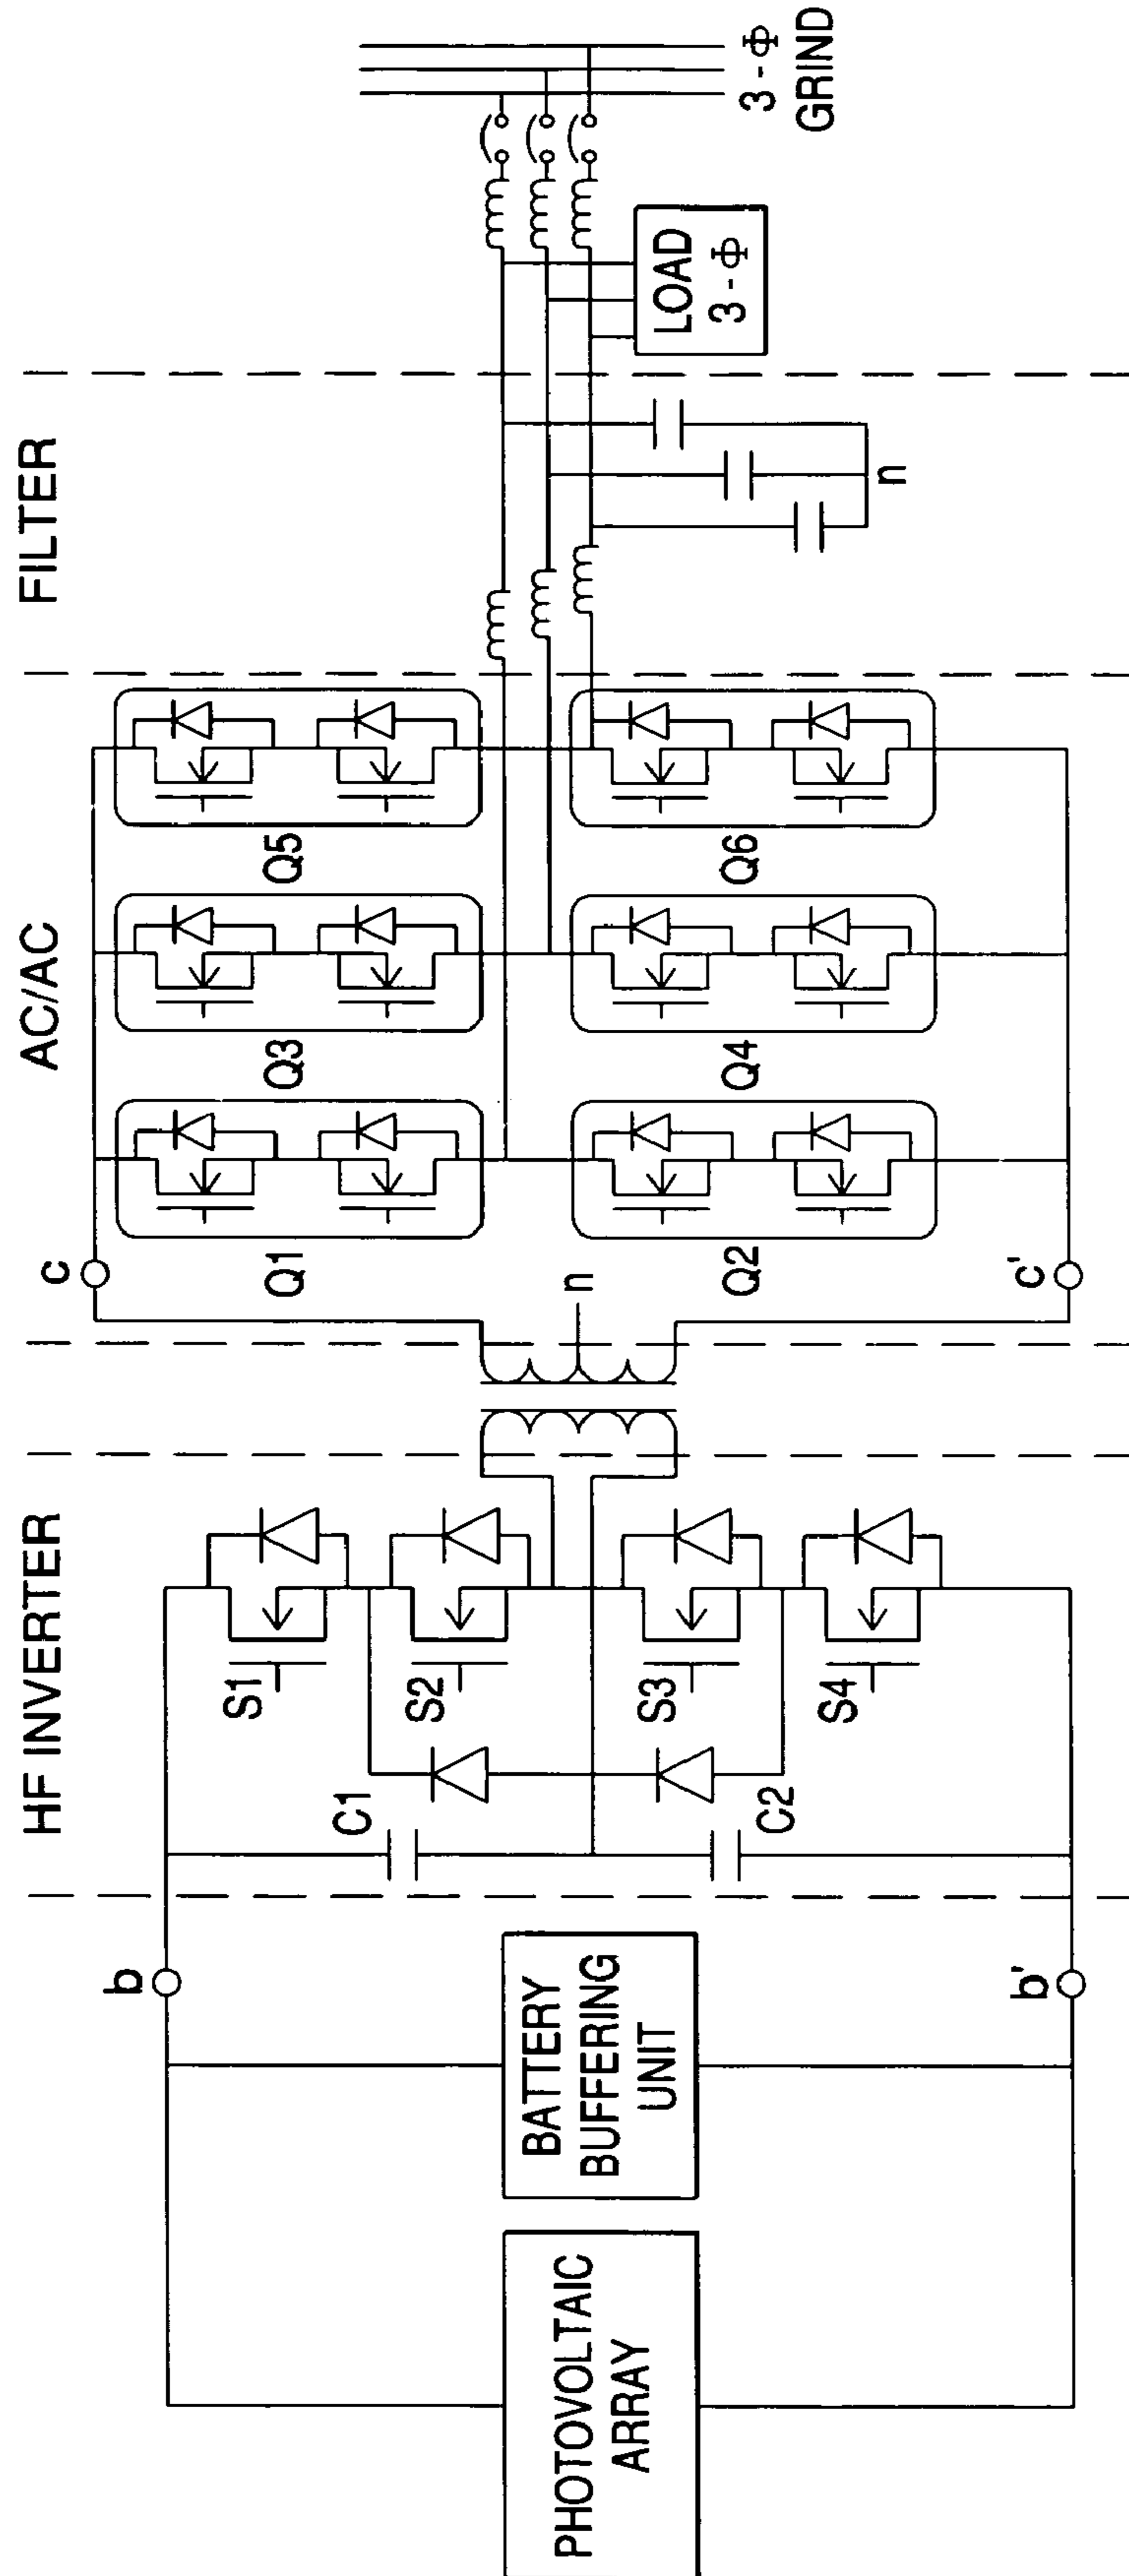 HF INVERTER
AC/AC
FILTER
b
c
S1
C1
S2
Q1
Q3
Q5
PHOTOVOLTAIC
ARRAY
BATTERY
BUFFERING
UNIT
n
LOAD
3-Φ
3-Φ
GRIND
S3
C2
S4
Q2
Q4
Q6
n
b'
c'